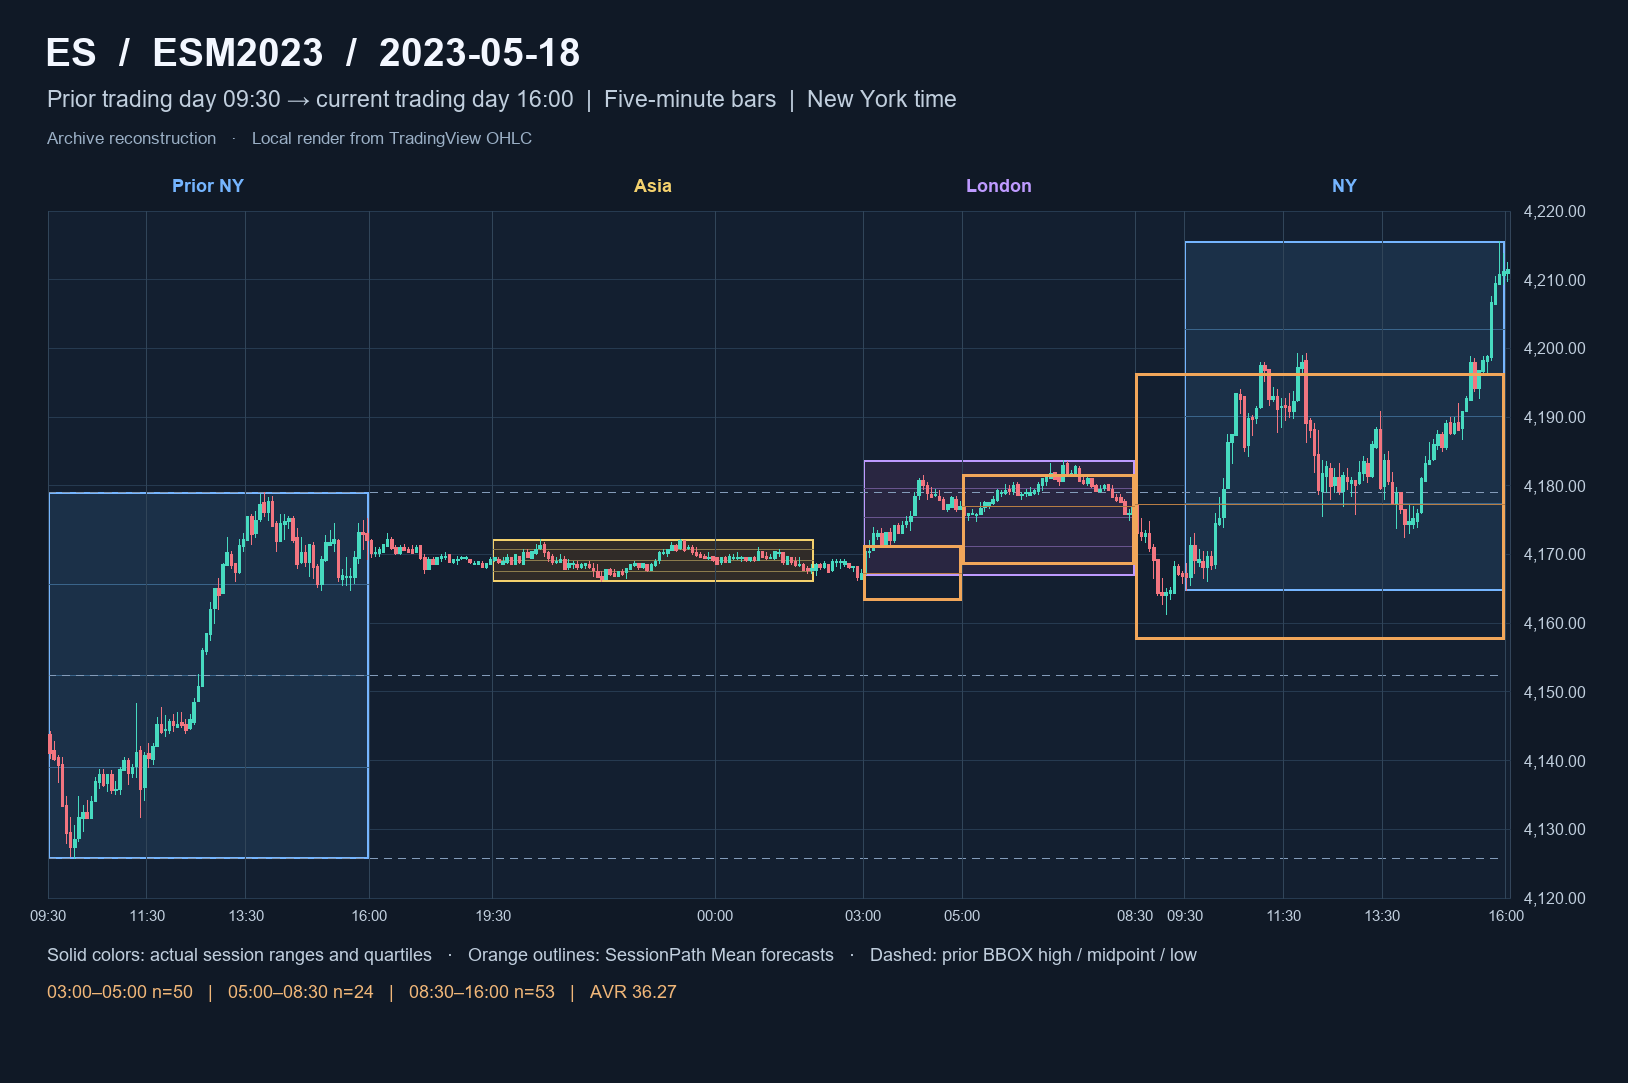 ES / ESM2023 / 2023-05-18
Prior trading day 09:30 → current trading day 16:00 | Five-minute bars | New York time
Archive reconstruction · Local render from TradingView OHLC
Prior NY Asia London NY
4,220.00
4,210.00
4,200.00
4,190.00
4,180.00
4,170.00
4,160.00
4,150.00
4,140.00
4,130.00
4,120.00
09:30 11:30 13:30 16:00 19:30 00:00 03:00 05:00 08:30 09:30 11:30 13:30 16:00
Solid colors: actual session ranges and quartiles · Orange outlines: SessionPath Mean forecasts · Dashed: prior BBOX high / midpoint / low
03:00–05:00 n=50 | 05:00–08:30 n=24 | 08:30–16:00 n=53 | AVR 36.27